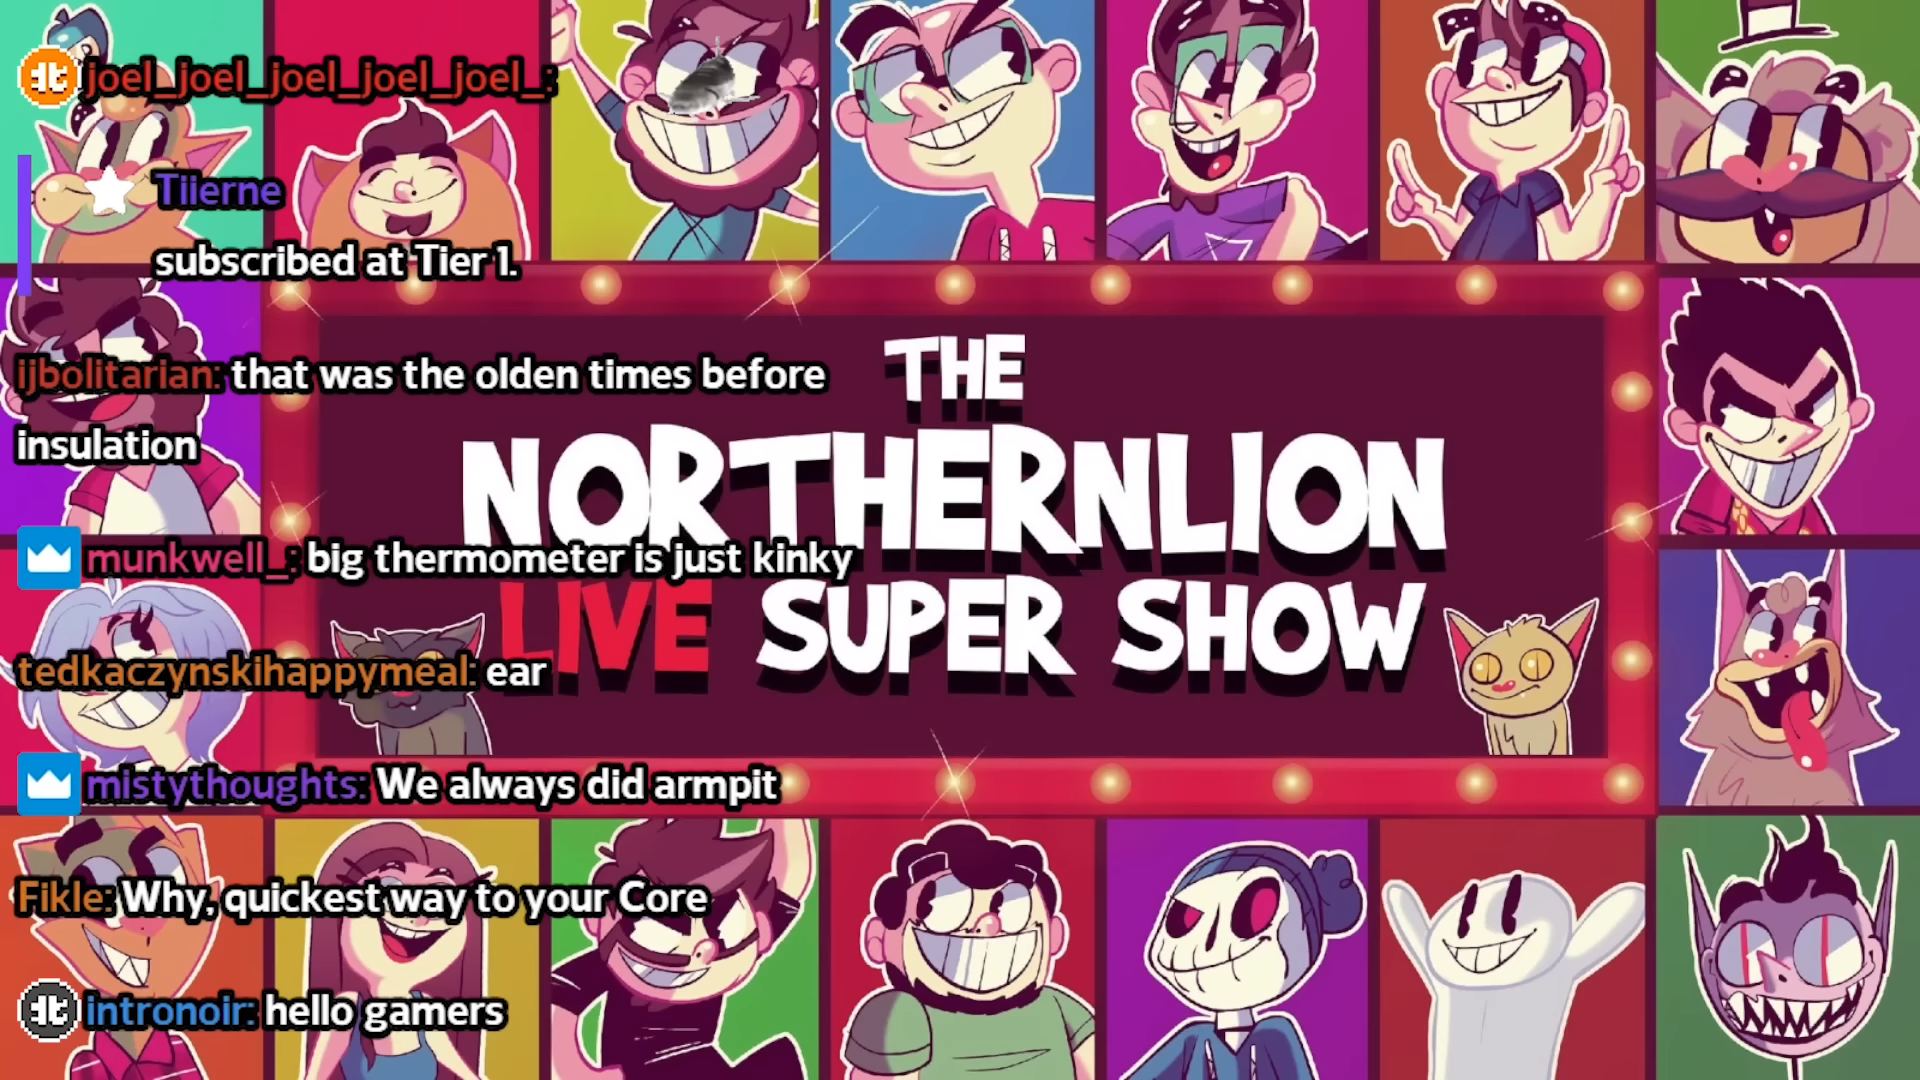 joel_joel_joel_joel_joel_:
Tiierne
subscribed at Tier 1.
ijbolitarian: that was the olden times before
insulation
munkwell_: big thermometer is just kinky
tedkaczynskihappymeal: ear
mistythoughts: We always did armpit
Fikle: Why, quickest way to your Core
intronoir: hello gamers
THE
NORTHERNLION
LIVE SUPER SHOW